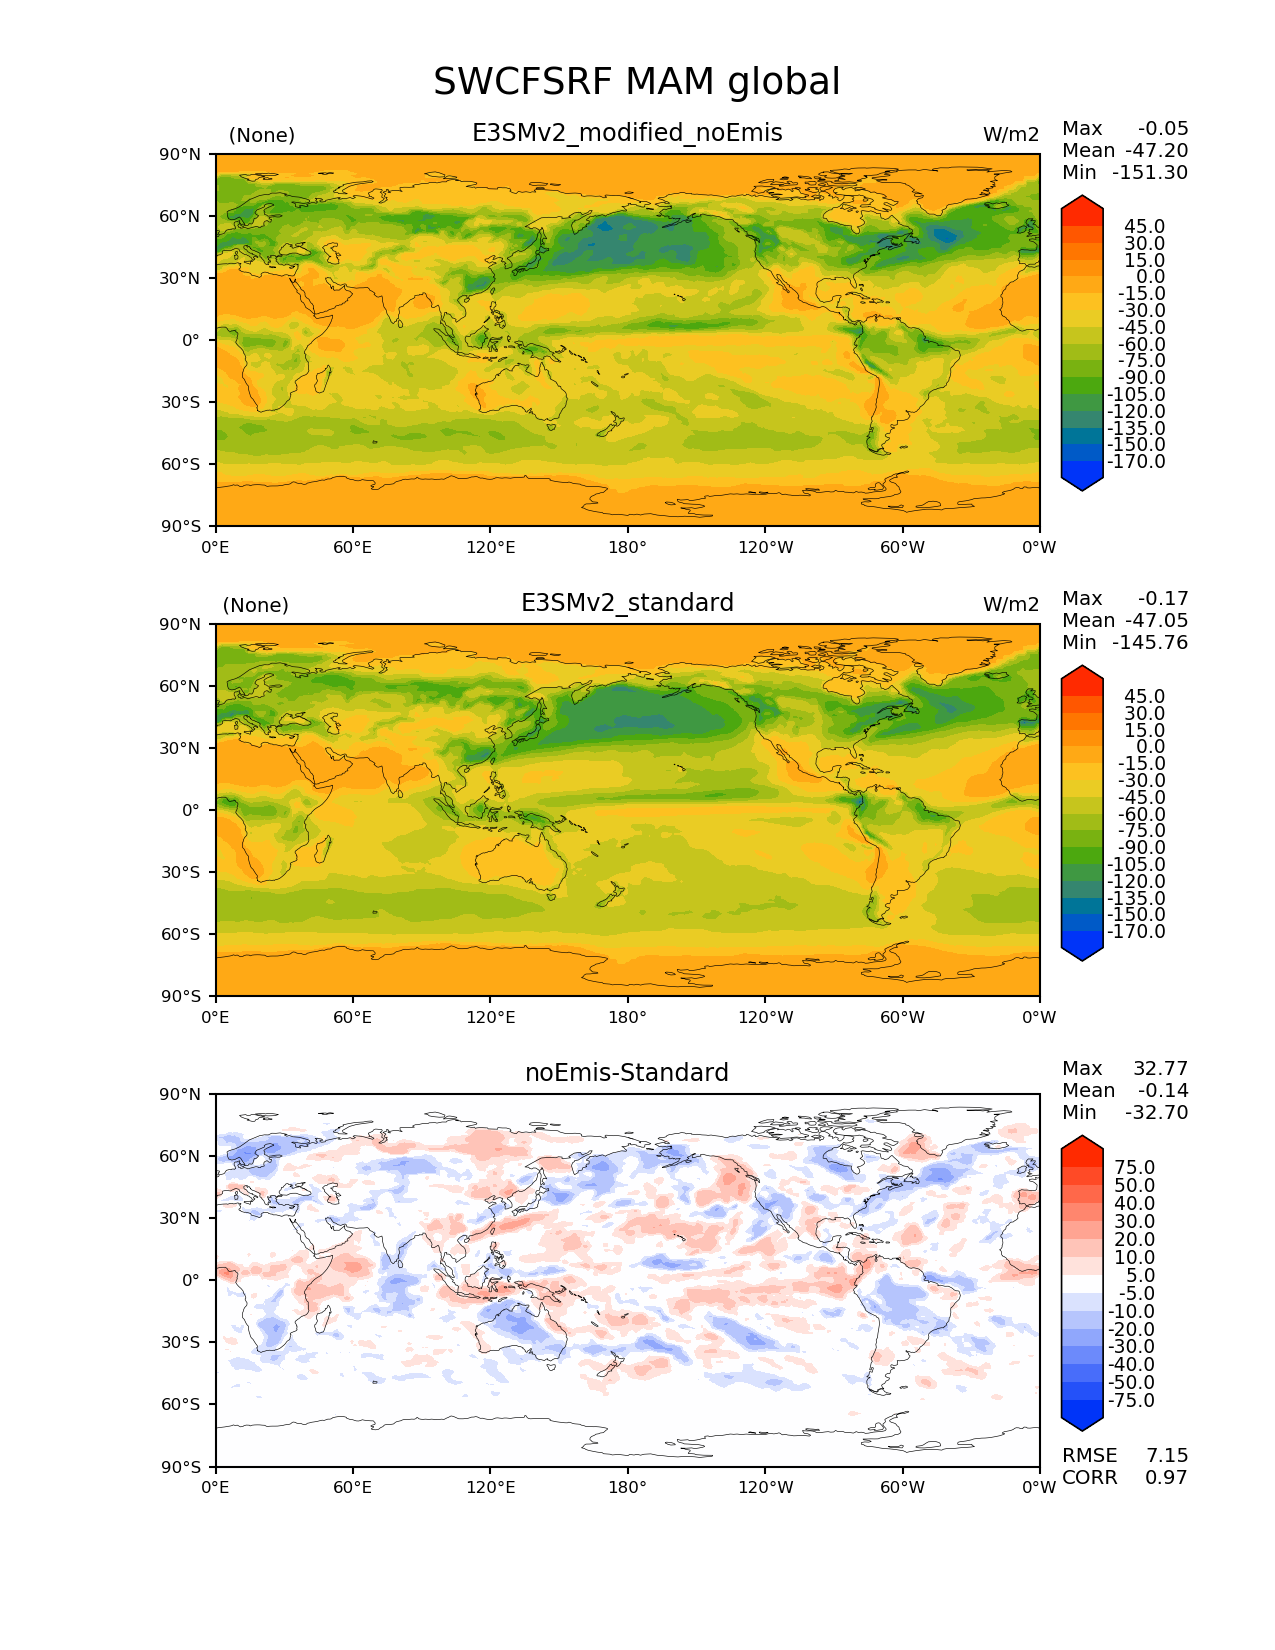 SWCFSRF MAM global
(None) E3SMv2_modified_noEmis W/m2
Max -0.05
Mean -47.20
Min -151.30
90°N
60°N
30°N
0°
30°S
60°S
90°S
0°E 60°E 120°E 180° 120°W 60°W 0°W
45.0
30.0
15.0
0.0
-15.0
-30.0
-45.0
-60.0
-75.0
-90.0
-105.0
-120.0
-135.0
-150.0
-170.0
(None) E3SMv2_standard W/m2
Max -0.17
Mean -47.05
Min -145.76
90°N
60°N
30°N
0°
30°S
60°S
90°S
0°E 60°E 120°E 180° 120°W 60°W 0°W
45.0
30.0
15.0
0.0
-15.0
-30.0
-45.0
-60.0
-75.0
-90.0
-105.0
-120.0
-135.0
-150.0
-170.0
noEmis-Standard
Max 32.77
Mean -0.14
Min -32.70
90°N
60°N
30°N
0°
30°S
60°S
90°S
0°E 60°E 120°E 180° 120°W 60°W 0°W
75.0
50.0
40.0
30.0
20.0
10.0
5.0
-5.0
-10.0
-20.0
-30.0
-40.0
-50.0
-75.0
RMSE 7.15
CORR 0.97